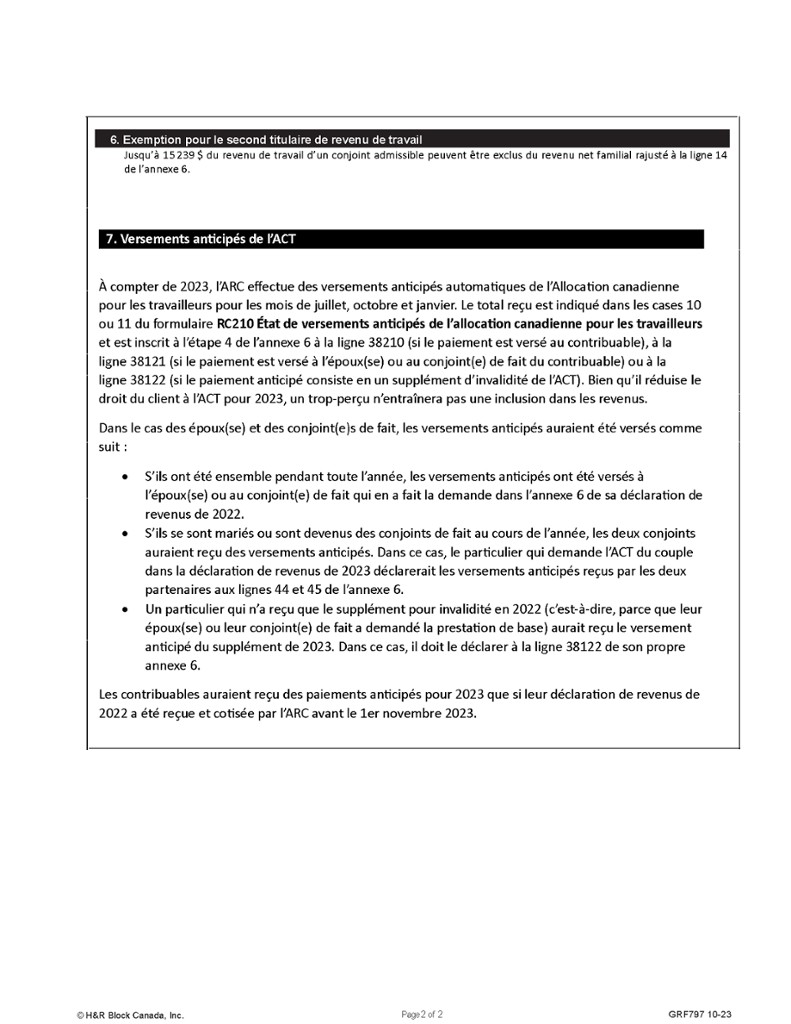 6. Exemption pour le second titulaire de revenu de travail
Jusqu'à 15 239 $ du revenu de travail d'un conjoint admissible peuvent être exclus du revenu net familial rajusté à la ligne 14
de l'annexe 6.
7. Versements anticipés de l'ACT
À compter de 2023, l'ARC effectue des versements anticipés automatiques de l'Allocation canadienne
pour les travailleurs pour les mois de juillet, octobre et janvier. Le total reçu est indiqué dans les cases 10
ou 11 du formulaire RC210 État de versements anticipés de l'allocation canadienne pour les travailleurs
et est inscrit à l'étape 4 de l'annexe 6 à la ligne 38210 (si le paiement est versé au contribuable), à la
ligne 38121 (si le paiement est versé à l'époux(se) ou au conjoint(e) de fait du contribuable) ou à la
ligne 38122 (si le paiement anticipé consiste en un supplément d'invalidité de l'ACT). Bien qu'il réduise le
droit du client à l'ACT pour 2023, un trop-perçu n'entraînera pas une inclusion dans les revenus.
Dans le cas des époux(se) et des conjoint(e)s de fait, les versements anticipés auraient été versés comme
suit :
• S'ils ont été ensemble pendant toute l'année, les versements anticipés ont été versés à
l'époux(se) ou au conjoint(e) de fait qui en a fait la demande dans l'annexe 6 de sa déclaration de
revenus de 2022.
• S'ils se sont mariés ou sont devenus des conjoints de fait au cours de l'année, les deux conjoints
auraient reçu des versements anticipés. Dans ce cas, le particulier qui demande l'ACT du couple
dans la déclaration de revenus de 2023 déclarerait les versements anticipés reçus par les deux
partenaires aux lignes 44 et 45 de l'annexe 6.
• Un particulier qui n'a reçu que le supplément pour invalidité en 2022 (c'est-à-dire, parce que leur
époux(se) ou leur conjoint(e) de fait a demandé la prestation de base) aurait reçu le versement
anticipé du supplément de 2023. Dans ce cas, il doit le déclarer à la ligne 38122 de son propre
annexe 6.
Les contribuables auraient reçu des paiements anticipés pour 2023 que si leur déclaration de revenus de
2022 a été reçue et cotisée par l'ARC avant le 1er novembre 2023.
© H&R Block Canada, Inc.
Page 2 of 2
GRF797 10-23